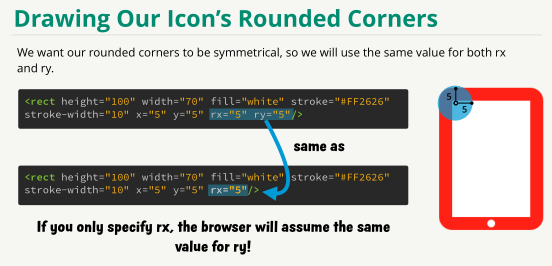 Drawing Our Icon's Rounded Corners
We want our rounded corners to be symmetrical, so we will use the same value for both rx
and ry.
<rect height="100" width="70" fill="white" stroke="#FF2626"
stroke-width="10" x="5" y="5" rx="5" ry="5"/>
5
5
same as
<rect height="100" width="70" fill="white" stroke="#FF2626"
stroke-width="10" x="5" y="5" rx="5"/>
If you only specify rx, the browser will assume the same
value for ry!